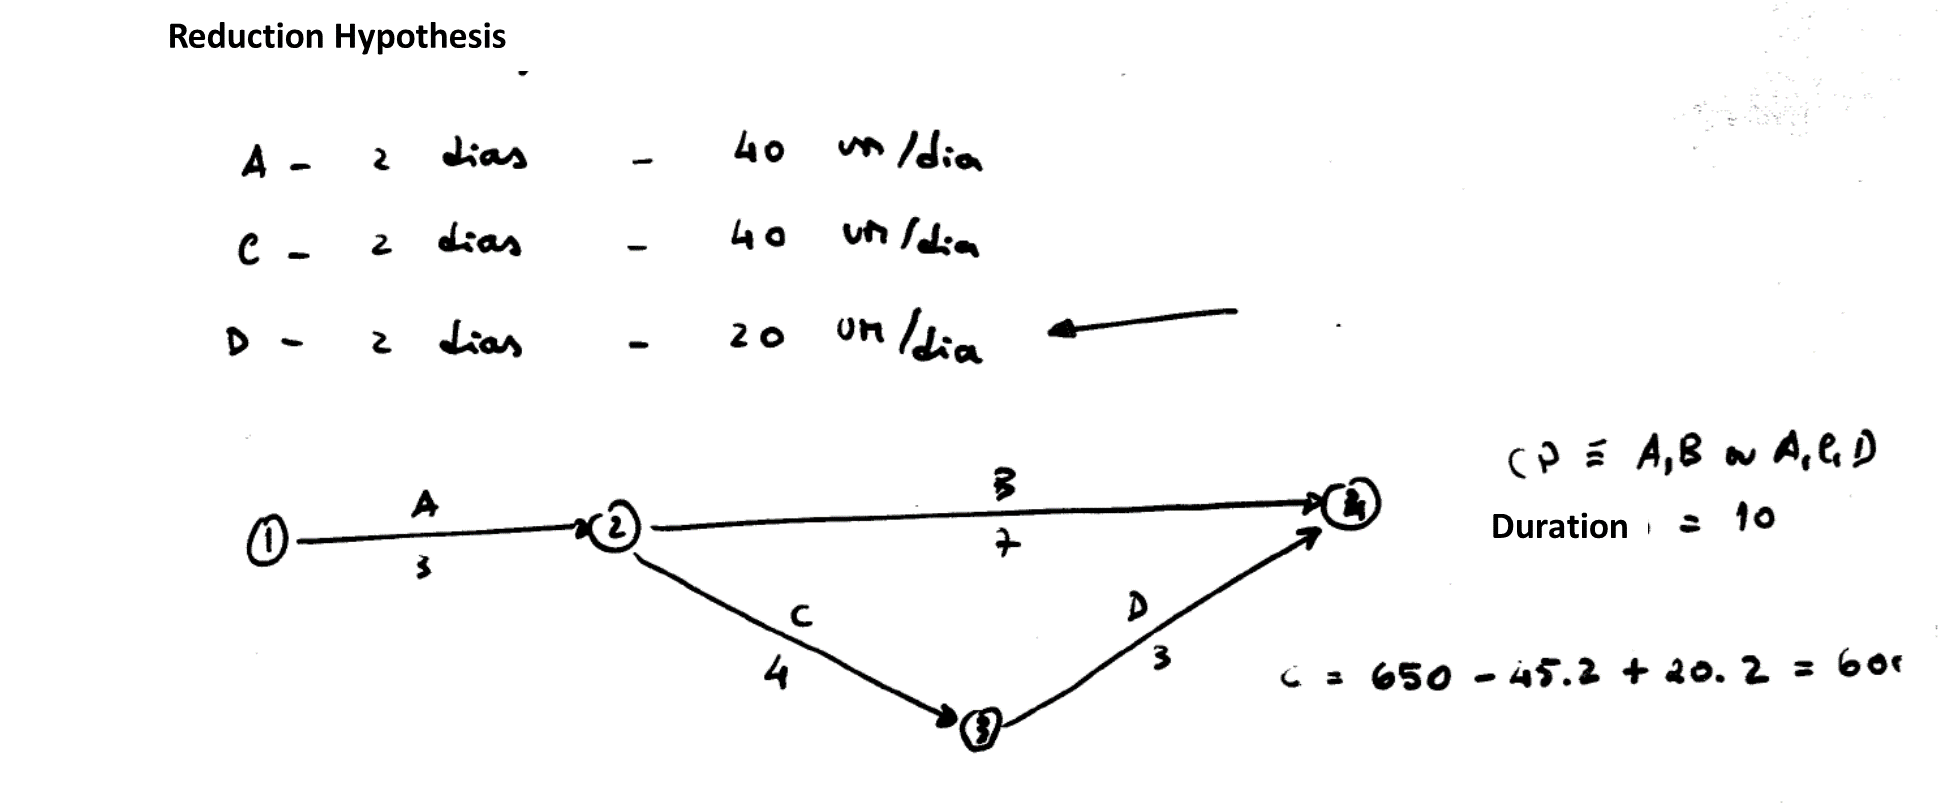 Reduction Hypothesis
A - 2 dias - 40 um/dia
C - 2 dias - 40 um/dia
D - 2 dias - 20 um/dia
CP ≡ A,B ou A,C,D
Duration = 10
1
A
3
2
B
7
4
C
4
3
D
3
C = 650 - 45.2 + 20.2 =